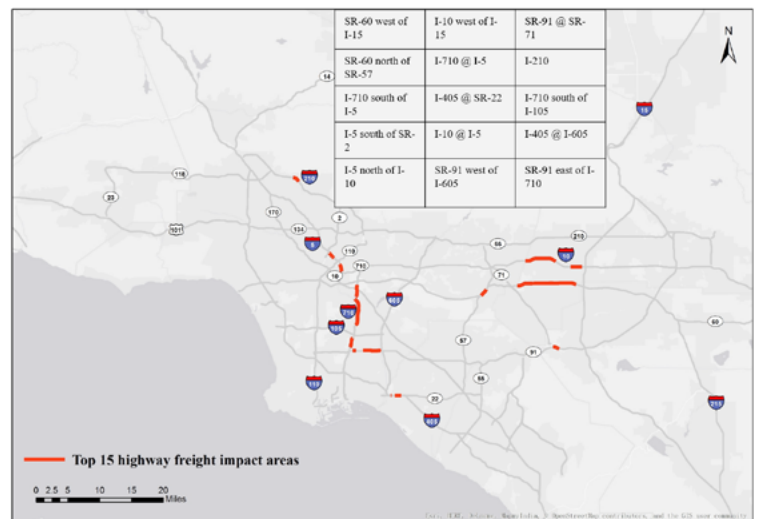 SR-60 west of
I-15
I-10 west of I-
15
SR-91 @ SR-
71
SR-60 north of
SR-57
I-710 @ I-5
I-210
I-710 south of
I-5
I-405 @ SR-22
I-710 south of
I-105
I-5 south of SR-
2
I-10 @ I-5
I-405 @ I-605
I-5 north of I-
10
SR-91 west of
I-605
SR-91 east of I-
710
N
14
15
118
210
23
170
2
101
134
5
110
10
710
66
210
10
71
605
710
105
60
57
91
110
22
405
215
Top 15 highway freight impact areas
0 2.5 5 10 15 20
Miles